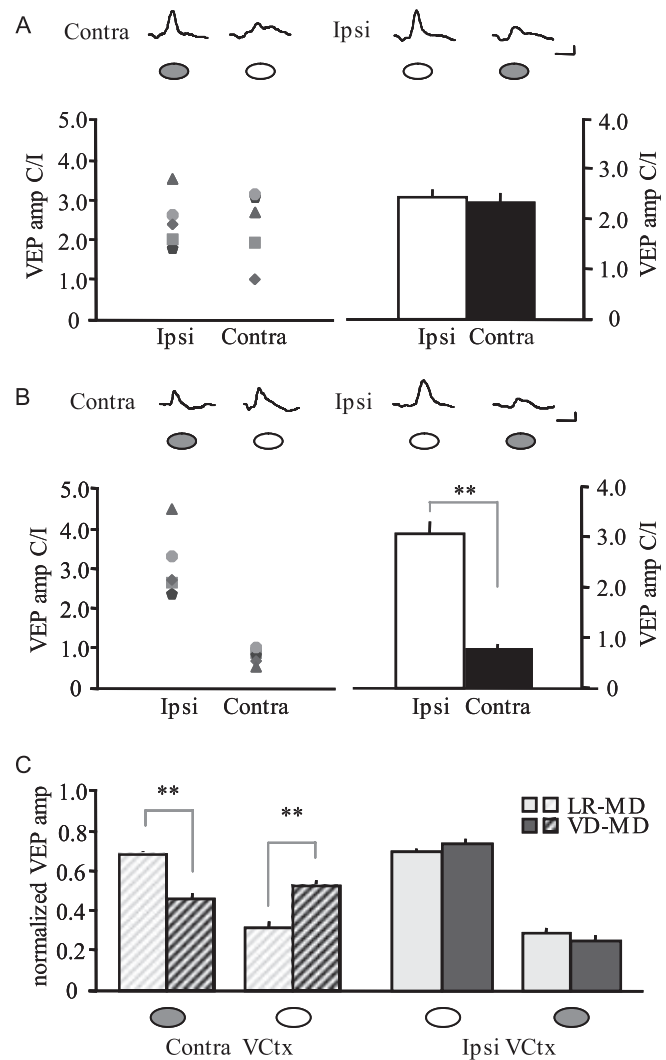 A
Contra
Ipsi
VEP amp C/I
5.0
4.0
3.0
2.0
1.0
0
Ipsi Contra
4.0
3.0
2.0
1.0
0
VEP amp C/I
Ipsi Contra
B
Contra
Ipsi
VEP amp C/I
5.0
4.0
3.0
2.0
1.0
0
Ipsi Contra
**
4.0
3.0
2.0
1.0
0
VEP amp C/I
Ipsi Contra
C
normalized VEP amp
1.0
0.8
0.6
0.4
0.2
0
**
**
LR-MD
VD-MD
Contra VCtx
Ipsi VCtx